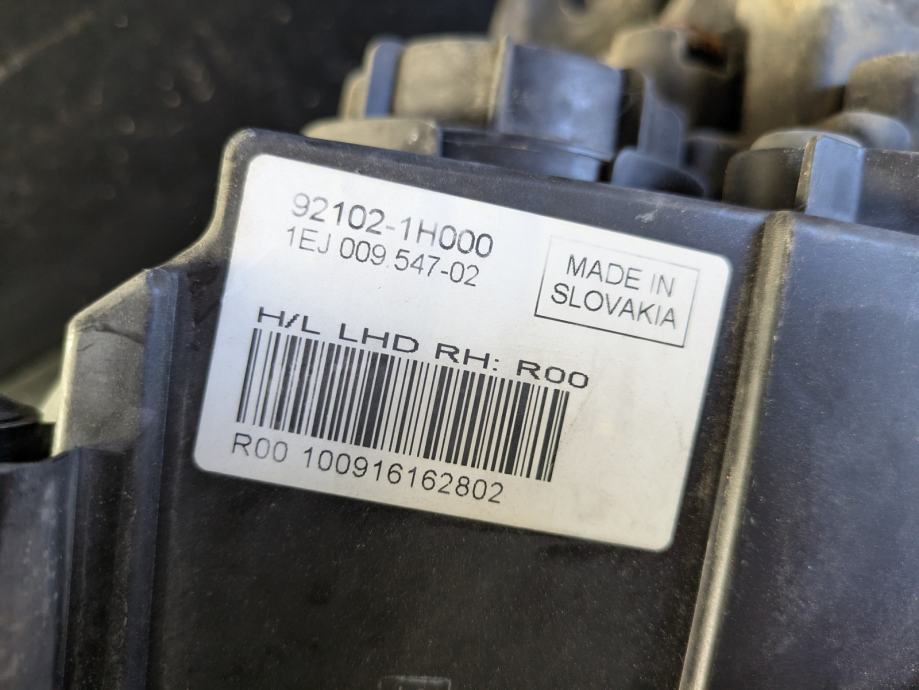 92102-1H000
1EJ 009.547-02
MADE IN
SLOVAKIA
H/L LHD RH: R00
R00 100916162802